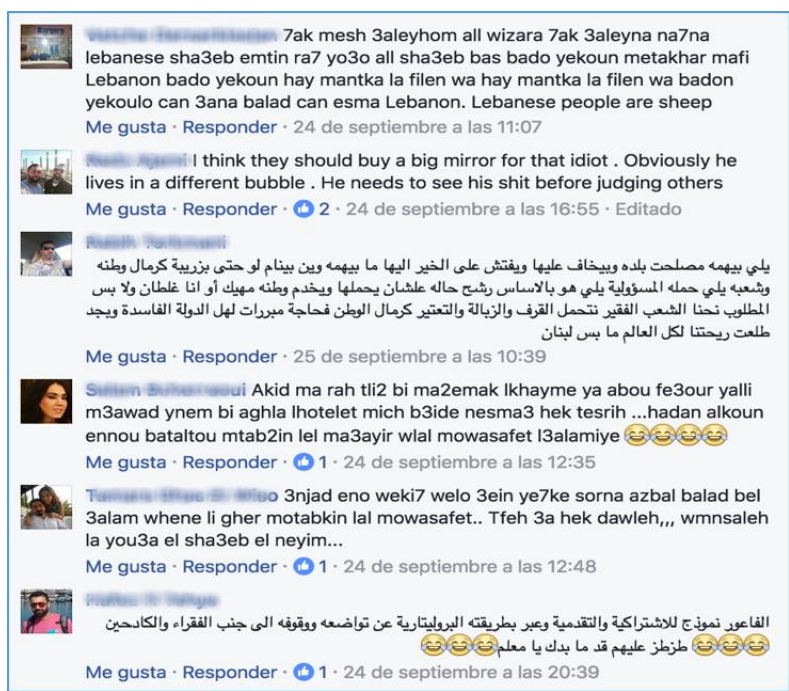 7ak mesh 3aleyhom all wizara 7ak 3aleyna na7na
lebanese sha3eb emtin ra7 yo3o all sha3eb bas bado yekoun metakhar mafi
Lebanon bado yekoun hay mantka la filen wa hay mantka la filen wa badon
yekoulo can 3ana balad can esma Lebanon. Lebanese people are sheep
Me gusta · Responder · 24 de septiembre a las 11:07
I think they should buy a big mirror for that idiot . Obviously he
lives in a different bubble . He needs to see his shit before judging others
Me gusta · Responder · 2 · 24 de septiembre a las 16:55 · Editado
يلي بيهمه مصلحت بلده وبيخاف عليها ويفتش على الخير اليها ما بيهمه وين بينام لو حتى بزريبة كرمال وطنه
وشعبه يلي حمله المسؤولية يلي هو بالاساس رشح حاله علشان يحملها ويخدم وطنه مهيك أو انا غلطان ولا بس
المطلوب نحنا الشعب الفقير نتحمل القرف والزبالة والتعتير كرمال الوطن فحاجة مبررات لهل الدولة الفاسدة وبجد
طلعت ريحتنا لكل العالم ما بس لبنان
Me gusta · Responder · 25 de septiembre a las 10:39
Akid ma rah tli2 bi ma2emak lkhayme ya abou fe3our yalli
m3awad ynem bi aghla lhotelet mich b3ide nesma3 hek tesrih ...hadan alkoun
ennou bataltou mtab2in lel ma3ayir wlal mowasafet l3alamiye 😂😂😂😂
Me gusta · Responder · 1 · 24 de septiembre a las 12:35
3njad eno weki7 welo 3ein ye7ke sorna azbal balad bel
3alam whene li gher motabkin lal mowasafet.. Tfeh 3a hek dawleh,,, wmnsaleh
la you3a el sha3eb el neyim...
Me gusta · Responder · 1 · 24 de septiembre a las 12:48
الفاعور نموذج للاشتراكية والتقدمية وعبر بطريقته البروليتارية عن تواضعه ووقوفه الى جنب الفقراء والكادحين
😂😂😂 طزطز عليهم قد ما بدك يا معلم😂😂😂
Me gusta · Responder · 1 · 24 de septiembre a las 20:39